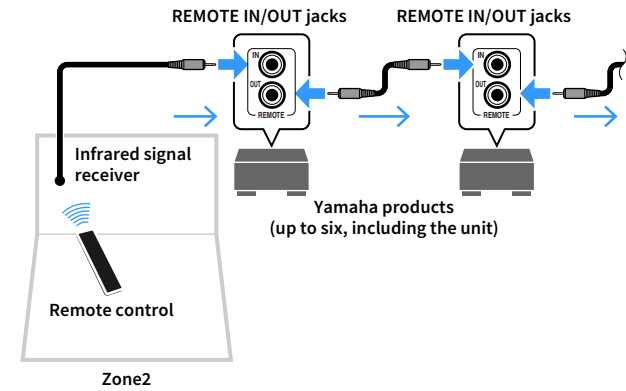 REMOTE IN/OUT jacks
REMOTE IN/OUT jacks
IN
OUT
REMOTE
IN
OUT
REMOTE
Infrared signal
receiver
Yamaha products
(up to six, including the unit)
Remote control
Zone2